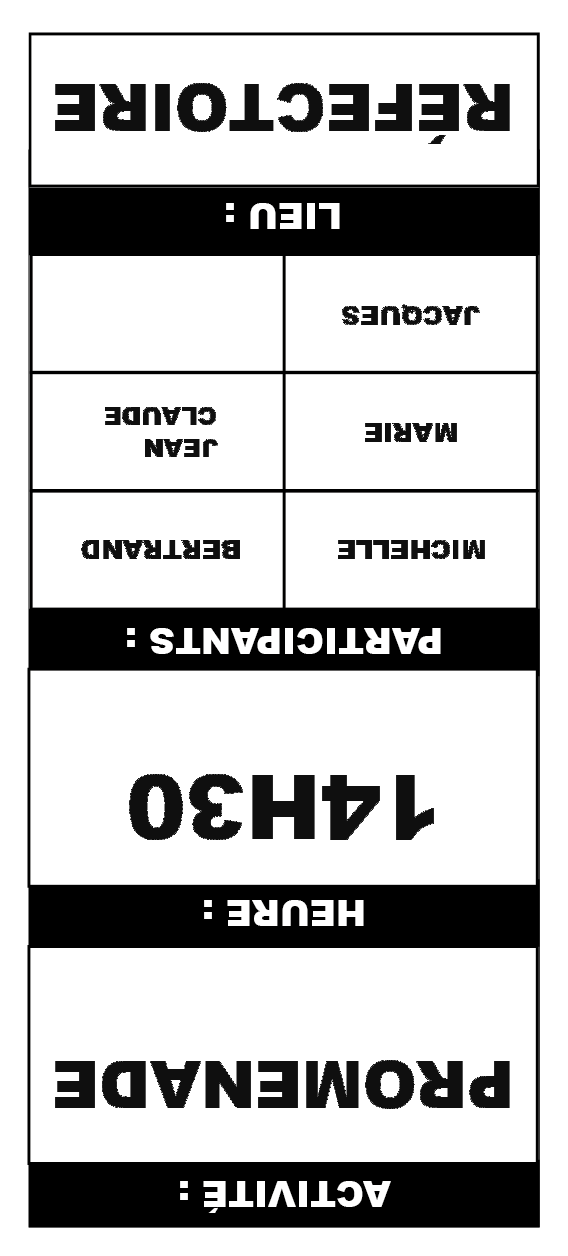 ACTIVITÉ :
PROMENADE
HEURE :
14H30
PARTICIPANTS :
MICHELLE
BERTRAND
MARIE
JEAN
CLAUDE
JACQUES
LIEU :
RÉFECTOIRE